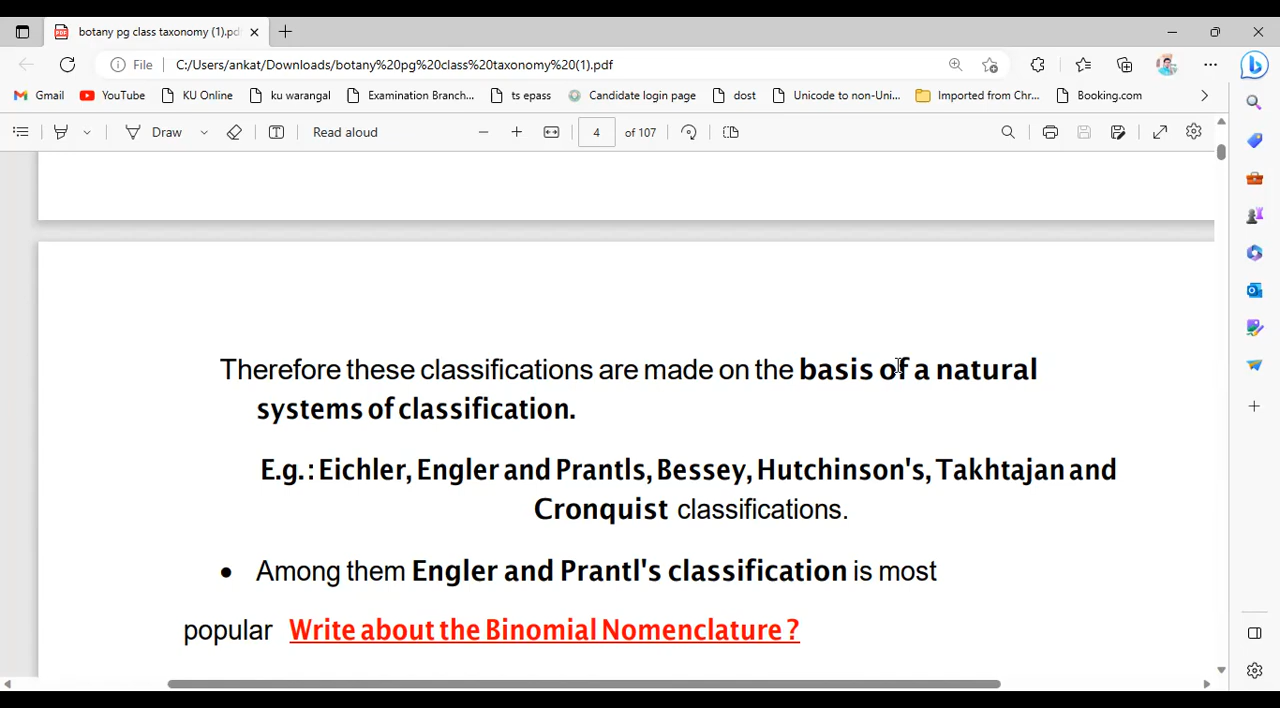 botany pg class taxonomy (1).pd
File C:/Users/ankat/Downloads/botany%20pg%20class%20taxonomy%20(1).pdf
Gmail YouTube KU Online ku warangal Examination Bran... ts epass Candidate login page dost Unicode to non-Uni... Imported from Chr... Booking.com
Draw Read aloud 4 of 107
Therefore these classifications are made on the basis of a natural
systems of classification.
E.g.: Eichler, Engler and Prantls, Bessey, Hutchinson's, Takhtajan and
Cronquist classifications.
• Among them Engler and Prantl's classification is most
popular Write about the Binomial Nomenclature ?